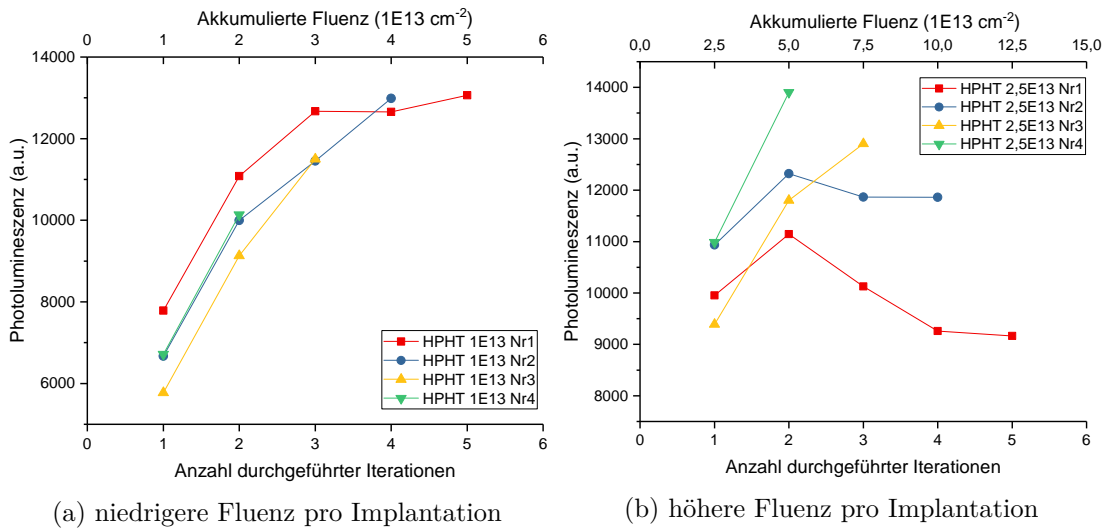 Akkumulierte Fluenz (1E13 cm-2)
0 1 2 3 4 5 6
14000
12000
10000
8000
6000
Photolumineszenz (a.u.)
HPHT 1E13 Nr1
HPHT 1E13 Nr2
HPHT 1E13 Nr3
HPHT 1E13 Nr4
0 1 2 3 4 5 6
Anzahl durchgeführter Iterationen
(a) niedrigere Fluenz pro Implantation
Akkumulierte Fluenz (1E13 cm-2)
0,0 2,5 5,0 7,5 10,0 12,5 15,0
14000
13000
12000
11000
10000
9000
8000
Photolumineszenz (a.u.)
HPHT 2,5E13 Nr1
HPHT 2,5E13 Nr2
HPHT 2,5E13 Nr3
HPHT 2,5E13 Nr4
0 1 2 3 4 5 6
Anzahl durchgeführter Iterationen
(b) höhere Fluenz pro Implantation